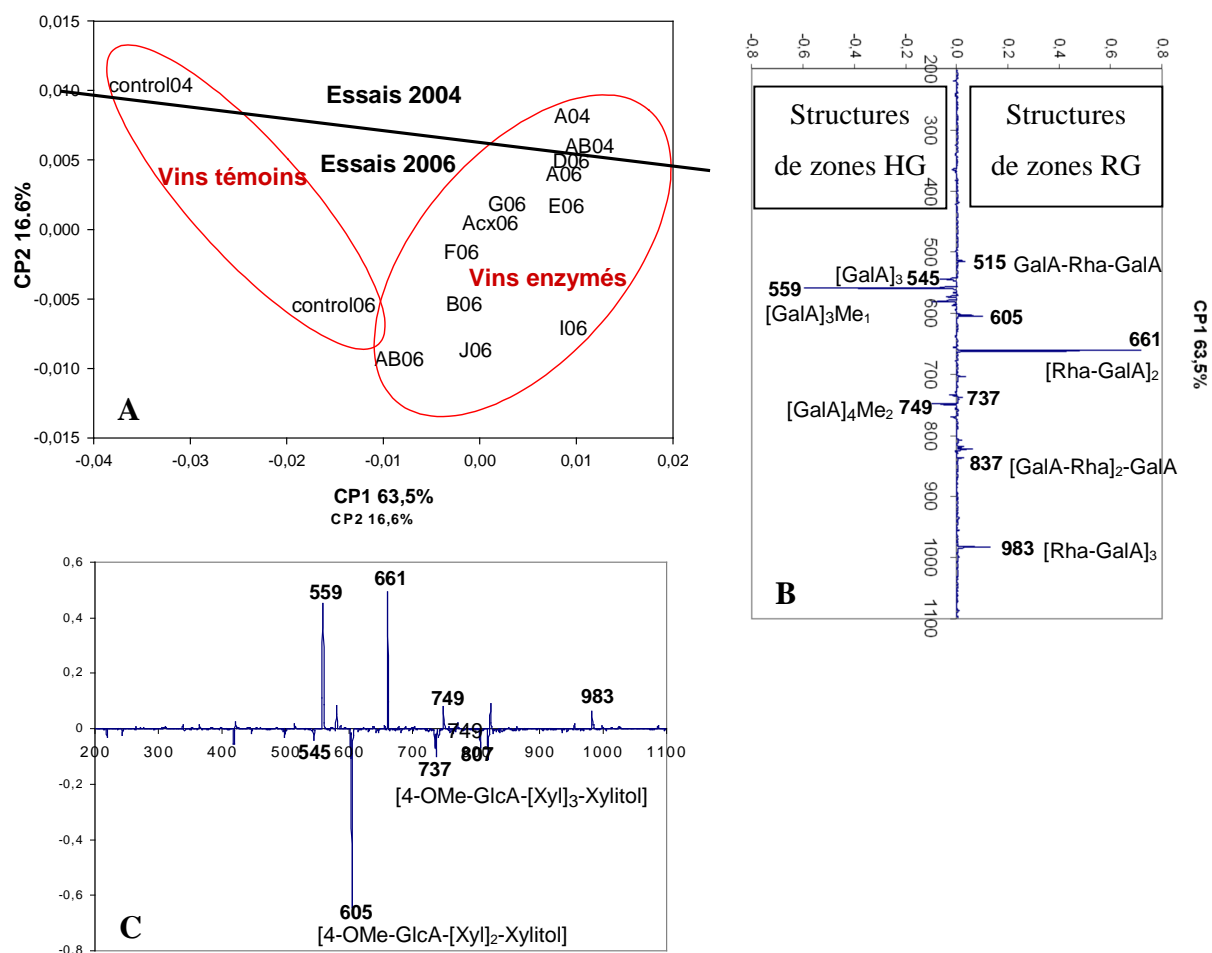 0,015
0,010
0,005
0,000
-0,005
-0,010
-0,015
CP2 16.6%
-0,04 -0,03 -0,02 -0,01 0,00 0,01 0,02
CP1 63,5%
CP2 16,6%
control04
Essais 2004
A04
AB04
D06
Essais 2006
A06
Vins témoins
G06
E06
Acx06
F06
Vins enzymés
control06
B06
I06
J06
AB06
A
-0,8 -0,4 0,0 0,2 0,4 0,6 0,8
200
300
400
500
600
700
800
900
1000
1100
CP1 63,5%
Structures
de zones HG
Structures
de zones RG
515 GalA-Rha-GalA
[GalA]3 545
559
[GalA]3Me1
605
661
[Rha-GalA]2
737
[GalA]4Me2 749
837 [GalA-Rha]2-GalA
983 [Rha-GalA]3
B
0,6
0,4
0,2
0
-0,2
-0,4
-0,6
-0,8
200 300 400 500 600 700 800 900 1000 1100
559
661
749
983
749
545
737
807
[4-OMe-GlcA-[Xyl]3-Xylitol]
605
[4-OMe-GlcA-[Xyl]2-Xylitol]
C